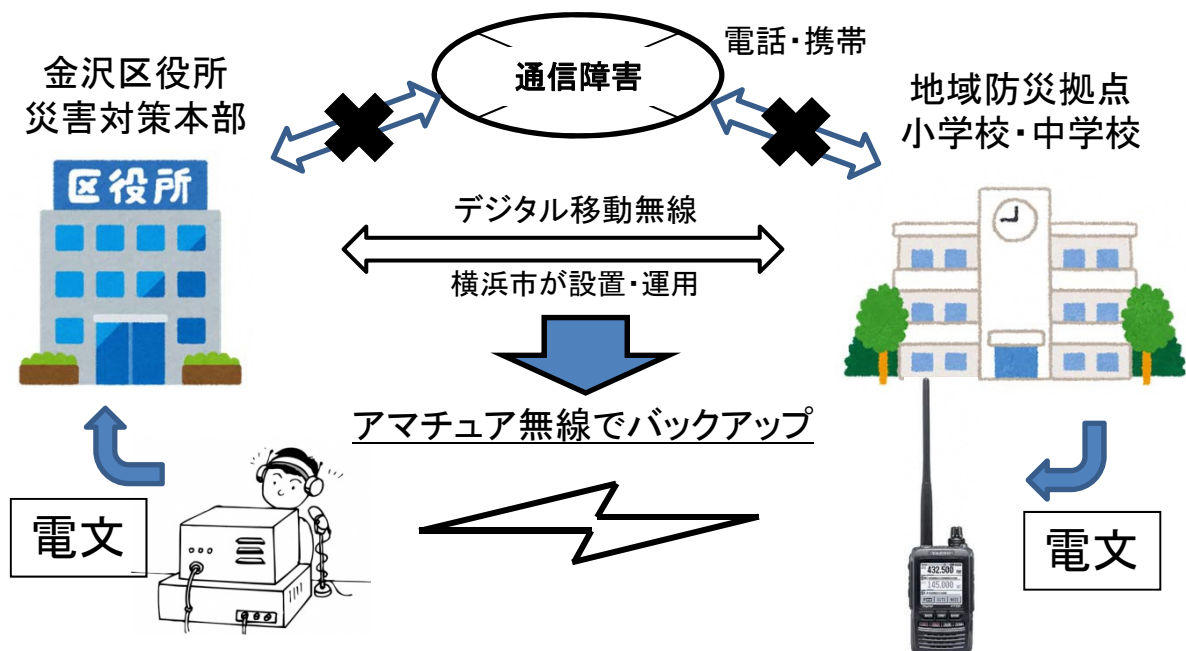 電話・携帯
通信障害
金沢区役所
災害対策本部
地域防災拠点
小学校・中学校
区役所
デジタル移動無線
横浜市が設置・運用
アマチュア無線でバックアップ
電文
電文
432.500
145.000